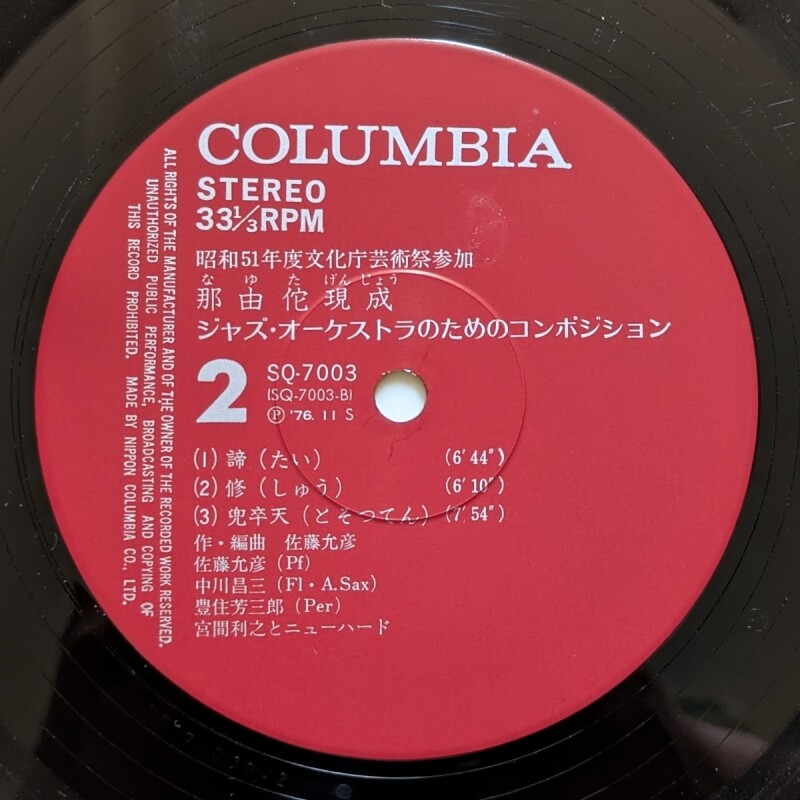 COLUMBIA
STEREO
33⅓RPM
昭和51年度文化庁芸術祭参加
なゆたげんじょう
那由佗現成
ジャズ・オーケストラのためのコンポジション
2
SQ-7003
(SQ-7003-B)
Ⓟ '76. 11 S
(1) 諦 (たい) (6′44″)
(2) 修 (しゅう) (6′10″)
(3) 兜卒天 (とそつてん) (7′54″)
作・編曲 佐藤允彦
佐藤允彦 (Pf)
中川昌三 (Fl・A.Sax)
豊住芳三郎 (Per)
宮間利之とニューハード
ALL RIGHTS OF THE MANUFACTURER AND OF THE OWNER OF THE RECORDED WORK RESERVED.
UNAUTHORIZED PUBLIC PERFORMANCE, BROADCASTING AND COPYING OF
THIS RECORD PROHIBITED. MADE BY NIPPON COLUMBIA CO., LTD.